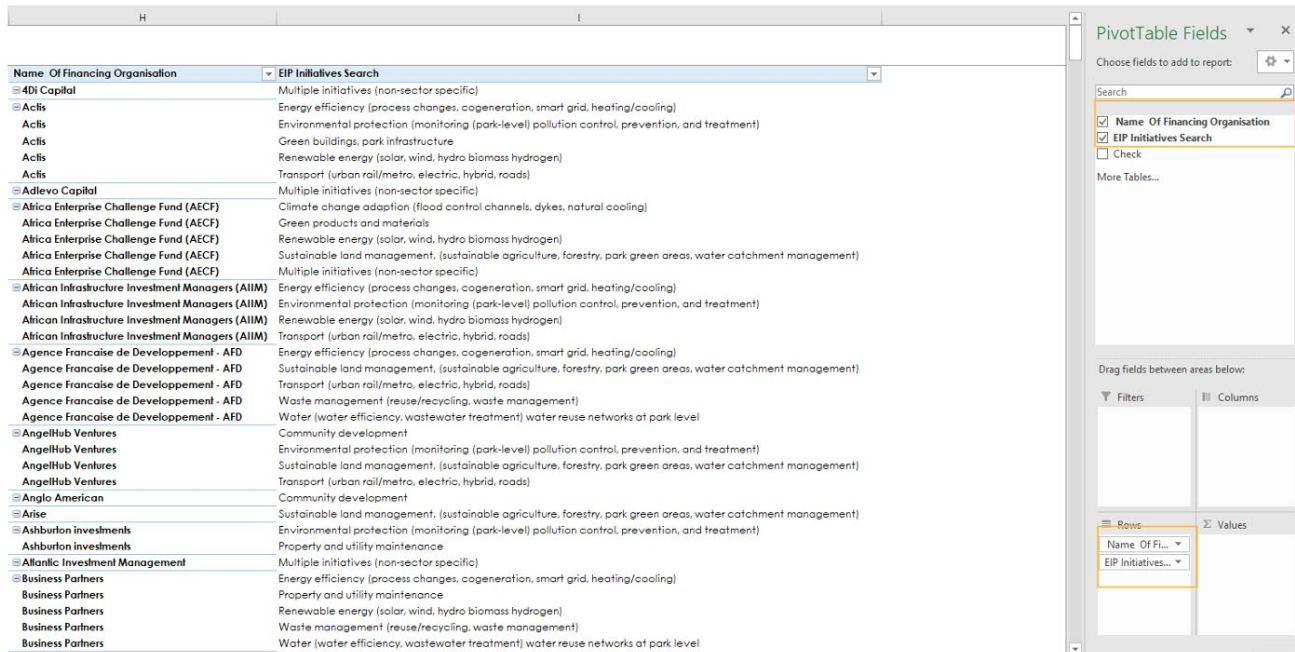 H I
Name Of Financing Organisation EIP Initiatives Search
4Di Capital Multiple initiatives (non-sector specific)
Actis Energy efficiency (process changes, cogeneration, smart grid, heating/cooling)
Actis Environmental protection (monitoring (park-level) pollution control, prevention, and treatment)
Actis Green buildings, park infrastructure
Actis Renewable energy (solar, wind, hydro biomass hydrogen)
Actis Transport (urban rail/metro, electric, hybrid, roads)
Adlevo Capital Multiple initiatives (non-sector specific)
Africa Enterprise Challenge Fund (AECF) Climate change adaption (flood control channels, dykes, natural cooling)
Africa Enterprise Challenge Fund (AECF) Green products and materials
Africa Enterprise Challenge Fund (AECF) Renewable energy (solar, wind, hydro biomass hydrogen)
Africa Enterprise Challenge Fund (AECF) Sustainable land management, (sustainable agriculture, forestry, park green areas, water catchment management)
Africa Enterprise Challenge Fund (AECF) Multiple initiatives (non-sector specific)
African Infrastructure Investment Managers (AIIM) Energy efficiency (process changes, cogeneration, smart grid, heating/cooling)
African Infrastructure Investment Managers (AIIM) Environmental protection (monitoring (park-level) pollution control, prevention, and treatment)
African Infrastructure Investment Managers (AIIM) Renewable energy (solar, wind, hydro biomass hydrogen)
African Infrastructure Investment Managers (AIIM) Transport (urban rail/metro, electric, hybrid, roads)
Agence Francaise de Developpement - AFD Energy efficiency (process changes, cogeneration, smart grid, heating/cooling)
Agence Francaise de Developpement - AFD Sustainable land management, (sustainable agriculture, forestry, park green areas, water catchment management)
Agence Francaise de Developpement - AFD Transport (urban rail/metro, electric, hybrid, roads)
Agence Francaise de Developpement - AFD Waste management (reuse/recycling, waste management)
Agence Francaise de Developpement - AFD Water (water efficiency, wastewater treatment) water reuse networks at park level
AngelHub Ventures Community development
AngelHub Ventures Environmental protection (monitoring (park-level) pollution control, prevention, and treatment)
AngelHub Ventures Sustainable land management, (sustainable agriculture, forestry, park green areas, water catchment management)
AngelHub Ventures Transport (urban rail/metro, electric, hybrid, roads)
Anglo American Community development
Arise Sustainable land management, (sustainable agriculture, forestry, park green areas, water catchment management)
Ashburton investments Environmental protection (monitoring (park-level) pollution control, prevention, and treatment)
Ashburton investments Property and utility maintenance
Atlantic Investment Management Multiple initiatives (non-sector specific)
Business Partners Energy efficiency (process changes, cogeneration, smart grid, heating/cooling)
Business Partners Property and utility maintenance
Business Partners Renewable energy (solar, wind, hydro biomass hydrogen)
Business Partners Waste management (reuse/recycling, waste management)
Business Partners Water (water efficiency, wastewater treatment) water reuse networks at park level
PivotTable Fields
Choose fields to add to report:
Search
Name Of Financing Organisation
EIP Initiatives Search
Check
More Tables...
Drag fields between areas below:
Filters Columns
Rows Σ Values
Name Of Fi...
EIP Initiatives...